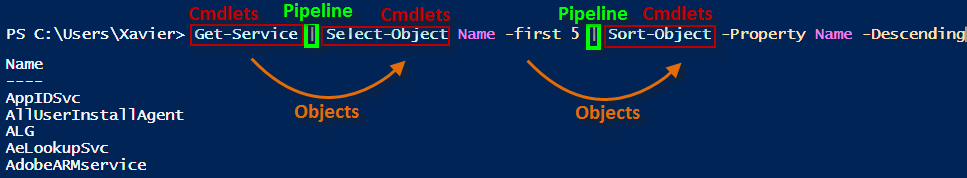 Cmdlets Pipeline Cmdlets Pipeline Cmdlets
PS C:\Users\Xavier> Get-Service | Select-Object Name -first 5 | Sort-Object -Property Name -Descending
Name
----
AppIDSvc
AllUserInstallAgent
ALG
AeLookupSvc
AdobeARMservice
Objects Objects